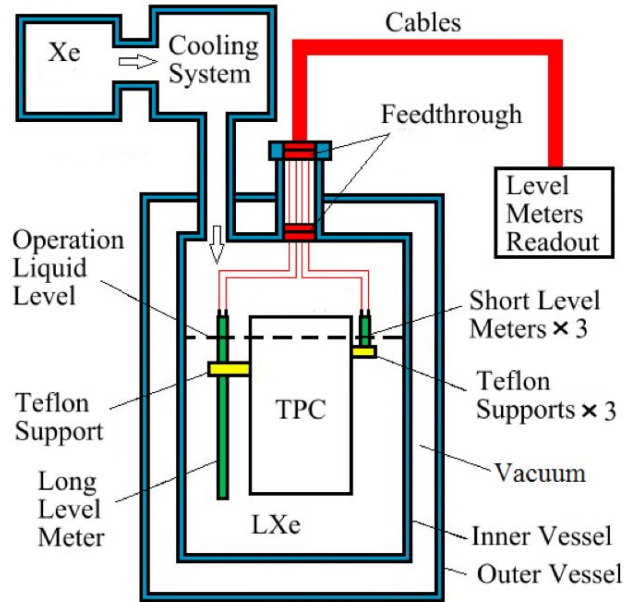 Xe
Cooling
System
Cables
Feedthrough
Level
Meters
Readout
Operation
Liquid
Level
Short Level
Meters × 3
Teflon
Support
TPC
Teflon
Supports × 3
Long
Level
Meter
Vacuum
LXe
Inner Vessel
Outer Vessel